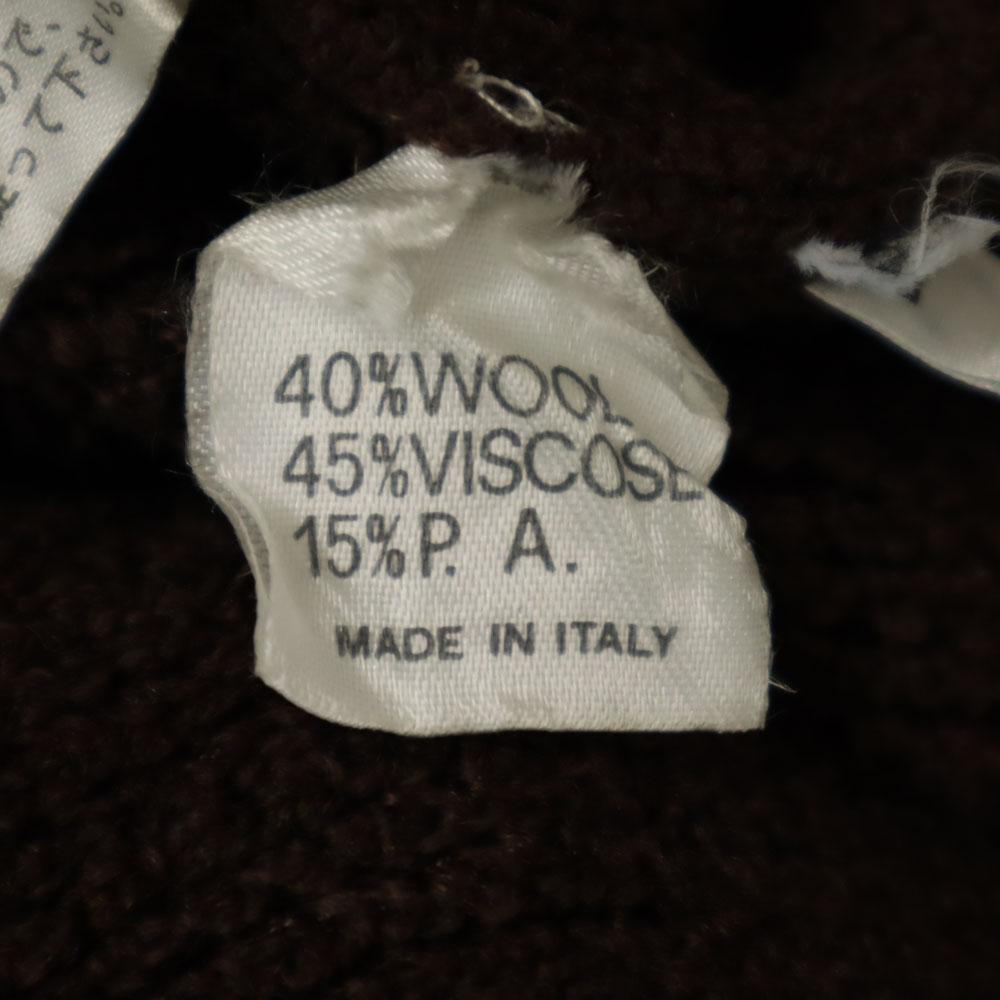 40%WOOL
45%VISCOSE
15%P. A.
MADE IN ITALY